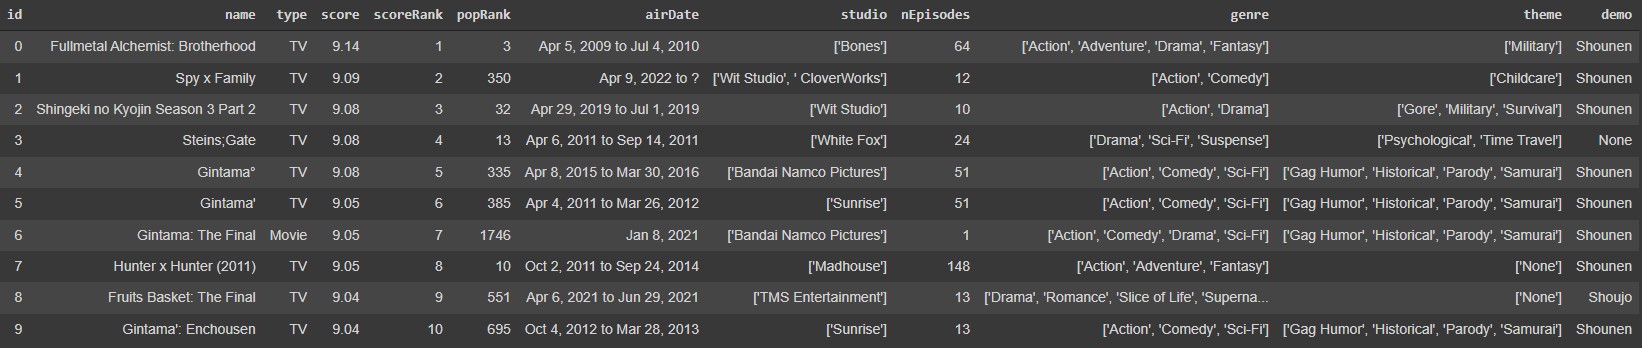 id name type score scoreRank popRank airDate studio nEpisodes genre theme demo
0 Fullmetal Alchemist: Brotherhood TV 9.14 1 3 Apr 5, 2009 to Jul 4, 2010 ['Bones'] 64 ['Action', 'Adventure', 'Drama', 'Fantasy'] ['Military'] Shounen
1 Spy x Family TV 9.09 2 350 Apr 9, 2022 to ? ['Wit Studio', ' CloverWorks'] 12 ['Action', 'Comedy'] ['Childcare'] Shounen
2 Shingeki no Kyojin Season 3 Part 2 TV 9.08 3 32 Apr 29, 2019 to Jul 1, 2019 ['Wit Studio'] 10 ['Action', 'Drama'] ['Gore', 'Military', 'Survival'] Shounen
3 Steins;Gate TV 9.08 4 13 Apr 6, 2011 to Sep 14, 2011 ['White Fox'] 24 ['Drama', 'Sci-Fi', 'Suspense'] ['Psychological', 'Time Travel'] None
4 Gintama° TV 9.08 5 335 Apr 8, 2015 to Mar 30, 2016 ['Bandai Namco Pictures'] 51 ['Action', 'Comedy', 'Sci-Fi'] ['Gag Humor', 'Historical', 'Parody', 'Samurai'] Shounen
5 Gintama' TV 9.05 6 385 Apr 4, 2011 to Mar 26, 2012 ['Sunrise'] 51 ['Action', 'Comedy', 'Sci-Fi'] ['Gag Humor', 'Historical', 'Parody', 'Samurai'] Shounen
6 Gintama: The Final Movie 9.05 7 1746 Jan 8, 2021 ['Bandai Namco Pictures'] 1 ['Action', 'Comedy', 'Drama', 'Sci-Fi'] ['Gag Humor', 'Historical', 'Parody', 'Samurai'] Shounen
7 Hunter x Hunter (2011) TV 9.05 8 10 Oct 2, 2011 to Sep 24, 2014 ['Madhouse'] 148 ['Action', 'Adventure', 'Fantasy'] ['None'] Shounen
8 Fruits Basket: The Final TV 9.04 9 551 Apr 6, 2021 to Jun 29, 2021 ['TMS Entertainment'] 13 ['Drama', 'Romance', 'Slice of Life', 'Superna... ['None'] Shoujo
9 Gintama': Enchousen TV 9.04 10 695 Oct 4, 2012 to Mar 28, 2013 ['Sunrise'] 13 ['Action', 'Comedy', 'Sci-Fi'] ['Gag Humor', 'Historical', 'Parody', 'Samurai'] Shounen